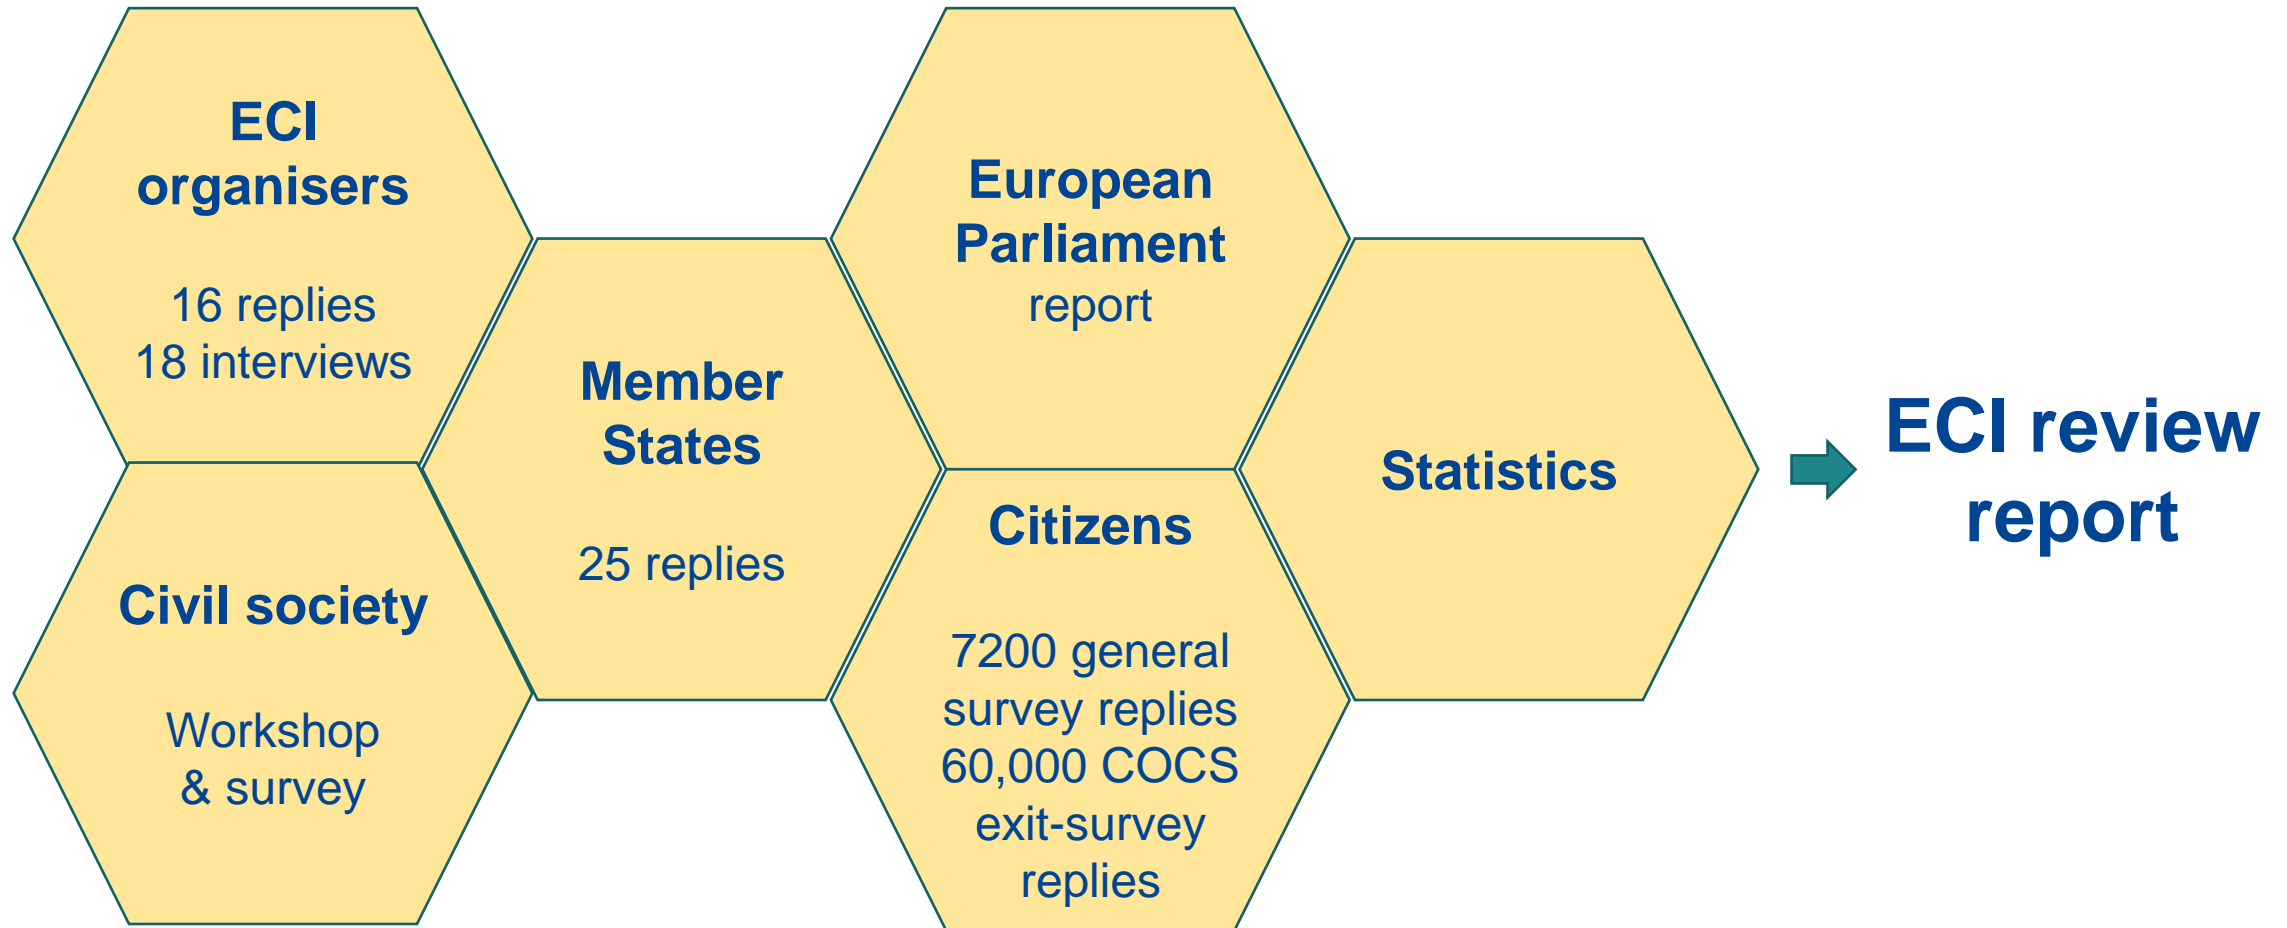 ECI
organisers
16 replies
18 interviews
Civil society
Workshop
& survey
Member
States
25 replies
European
Parliament
report
Citizens
7200 general
survey replies
60,000 COCS
exit-survey
replies
Statistics
ECI review
report